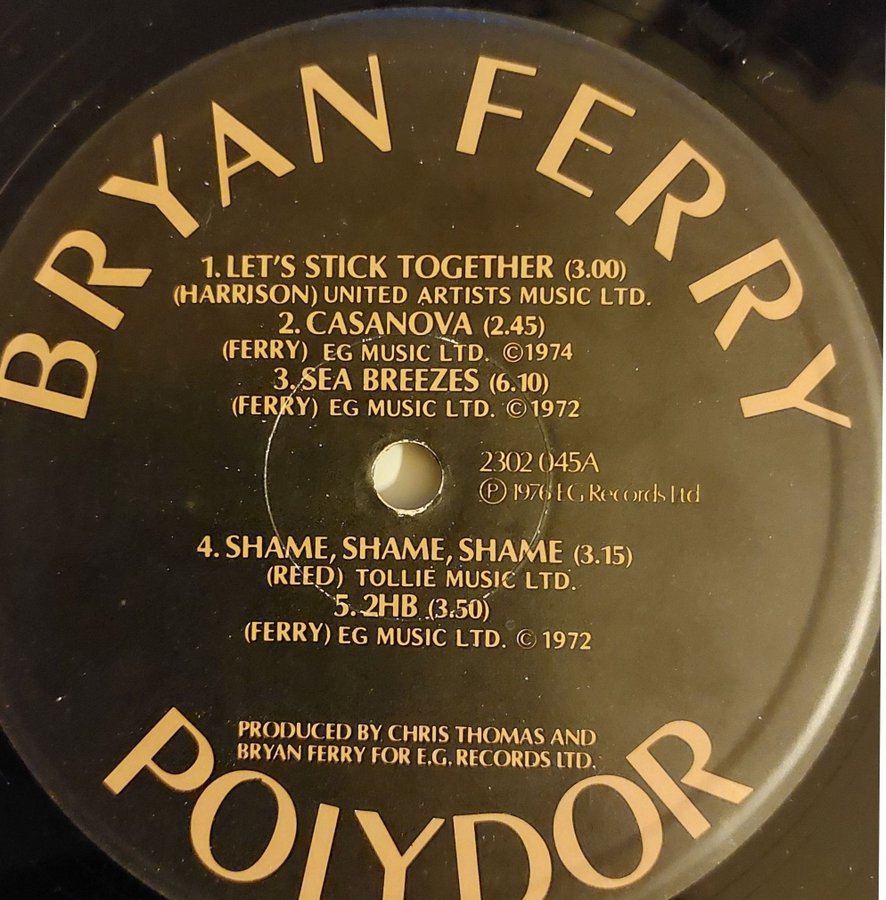 BRYAN FERRY
1. LET'S STICK TOGETHER (3.00)
(HARRISON) UNITED ARTISTS MUSIC LTD.
2. CASANOVA (2.45)
(FERRY) EG MUSIC LTD. ©1974
3. SEA BREEZES (6.10)
(FERRY) EG MUSIC LTD. ©1972
2302 045A
℗ 1976 EG Records Ltd
4. SHAME, SHAME, SHAME (3.15)
(REED) TOLLIE MUSIC LTD.
5. 2HB (3.50)
(FERRY) EG MUSIC LTD. © 1972
PRODUCED BY CHRIS THOMAS AND
BRYAN FERRY FOR E.G. RECORDS LTD.
POLYDOR